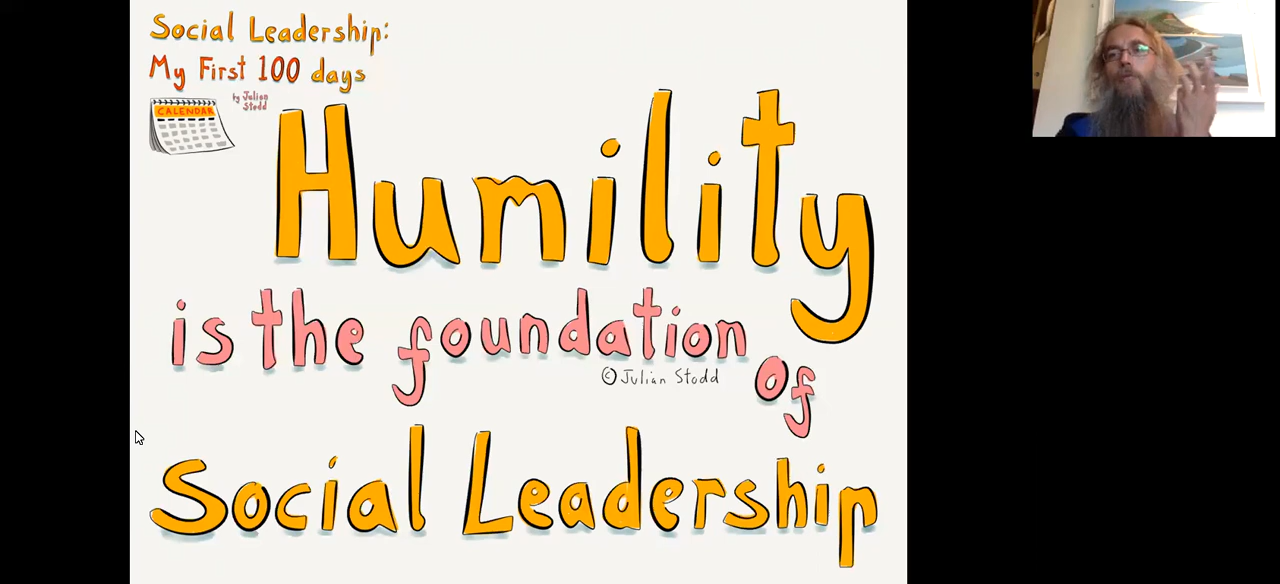 Social Leadership:
My First 100 days
by Julian
Stodd
CALENDAR
Humility
is the foundation
of
© Julian Stodd
Social Leadership